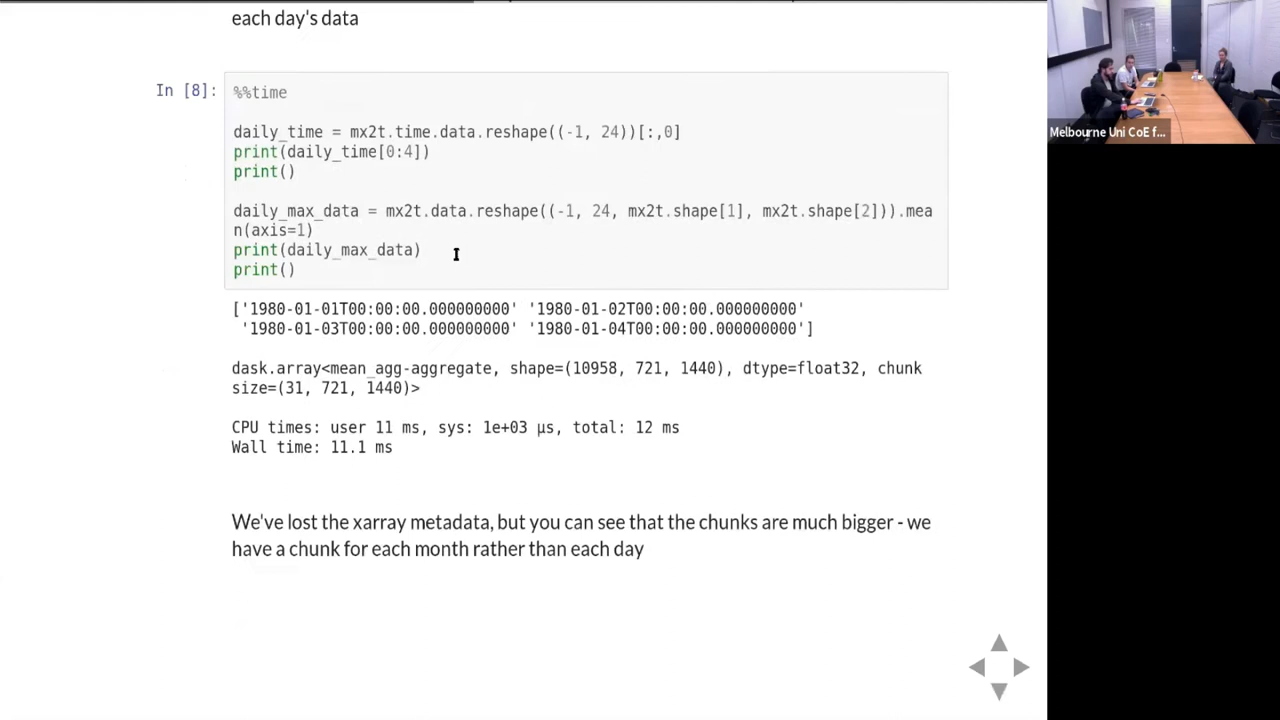 each day's data
In [8]:
%%time
daily_time = mx2t.time.data.reshape((-1, 24))[:,0]
print(daily_time[0:4])
print()
daily_max_data = mx2t.data.reshape((-1, 24, mx2t.shape[1], mx2t.shape[2])).mea
n(axis=1)
print(daily_max_data)
print()
['1980-01-01T00:00:00.000000000' '1980-01-02T00:00:00.000000000'
'1980-01-03T00:00:00.000000000' '1980-01-04T00:00:00.000000000']
dask.array<mean_agg-aggregate, shape=(10958, 721, 1440), dtype=float32, chunk
size=(31, 721, 1440)>
CPU times: user 11 ms, sys: 1e+03 µs, total: 12 ms
Wall time: 11.1 ms
We've lost the xarray metadata, but you can see that the chunks are much bigger - we
have a chunk for each month rather than each day
Melbourne Uni CoE f...